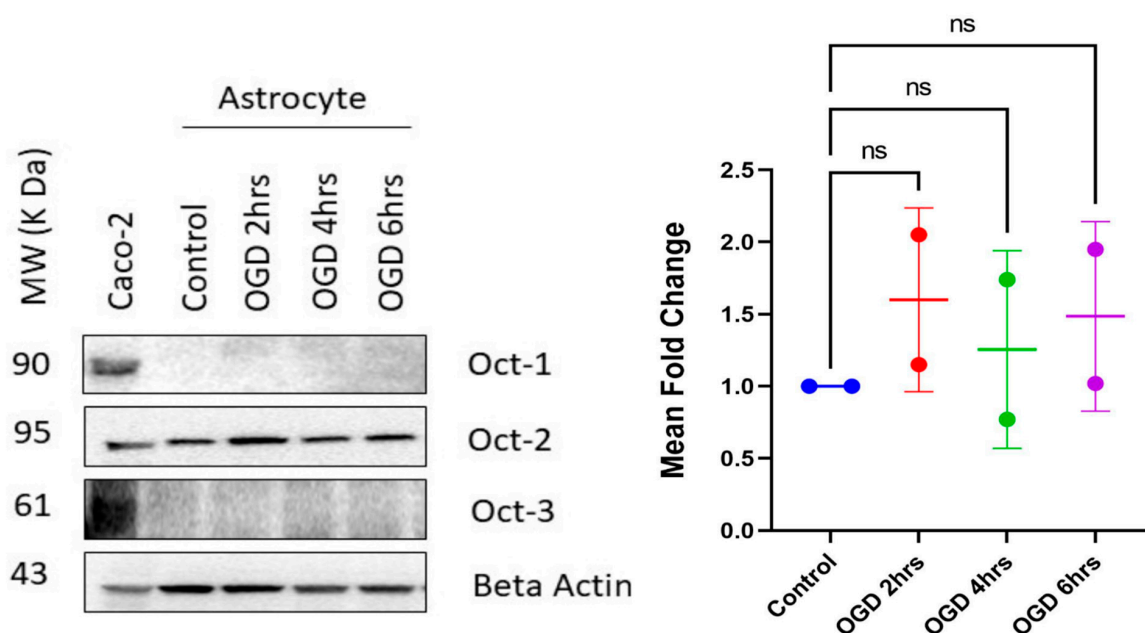 Astrocyte
MW (K Da)
Caco-2
Control
OGD 2hrs
OGD 4hrs
OGD 6hrs
90 Oct-1
95 Oct-2
61 Oct-3
43 Beta Actin
ns
ns
ns
Mean Fold Change
2.5
2.0
1.5
1.0
0.5
0.0
Control
OGD 2hrs
OGD 4hrs
OGD 6hrs